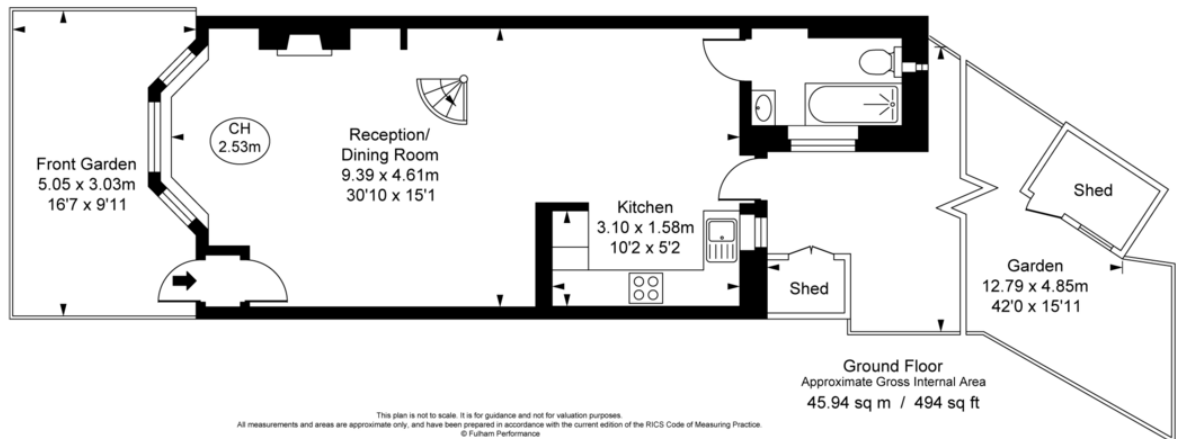 Front Garden
5.05 x 3.03m
16'7 x 9'11
CH
2.53m
Reception/
Dining Room
9.39 x 4.61m
30'10 x 15'1
Kitchen
3.10 x 1.58m
10'2 x 5'2
Shed
Shed
Garden
12.79 x 4.85m
42'0 x 15'11
Ground Floor
Approximate Gross Internal Area
45.94 sq m / 494 sq ft
This plan is not to scale. It is for guidance and not for valuation purposes.
All measurements and areas are approximate only, and have been prepared in accordance with the current edition of the RICS Code of Measuring Practice.
© Fulham Performance